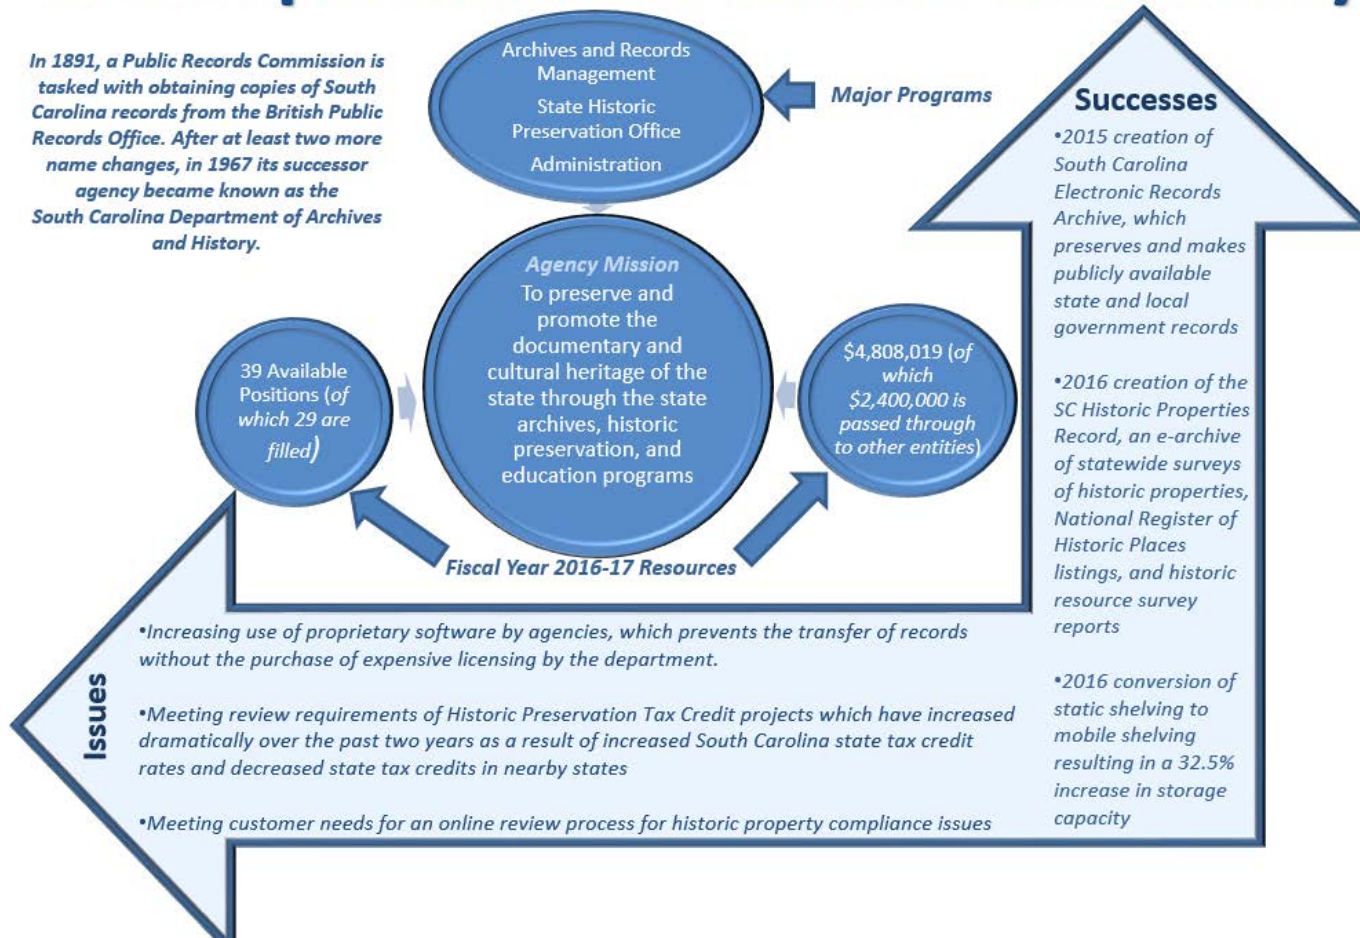 In 1891, a Public Records Commission is
tasked with obtaining copies of South
Carolina records from the British Public
Records Office. After at least two more
name changes, in 1967 its successor
agency became known as the
South Carolina Department of Archives
and History.
Archives and Records
Management
State Historic
Preservation Office
Administration
Major Programs
Agency Mission
To preserve and
promote the
documentary and
cultural heritage of the
state through the state
archives, historic
preservation, and
education programs
39 Available
Positions (of
which 29 are
filled)
$4,808,019 (of
which
$2,400,000 is
passed through
to other entities)
Fiscal Year 2016-17 Resources
Successes
•2015 creation of
South Carolina
Electronic Records
Archive, which
preserves and makes
publicly available
state and local
government records
•2016 creation of the
SC Historic Properties
Record, an e-archive
of statewide surveys
of historic properties,
National Register of
Historic Places
listings, and historic
resource survey
reports
•2016 conversion of
static shelving to
mobile shelving
resulting in a 32.5%
increase in storage
capacity
Issues
•Increasing use of proprietary software by agencies, which prevents the transfer of records
without the purchase of expensive licensing by the department.
•Meeting review requirements of Historic Preservation Tax Credit projects which have increased
dramatically over the past two years as a result of increased South Carolina state tax credit
rates and decreased state tax credits in nearby states
•Meeting customer needs for an online review process for historic property compliance issues